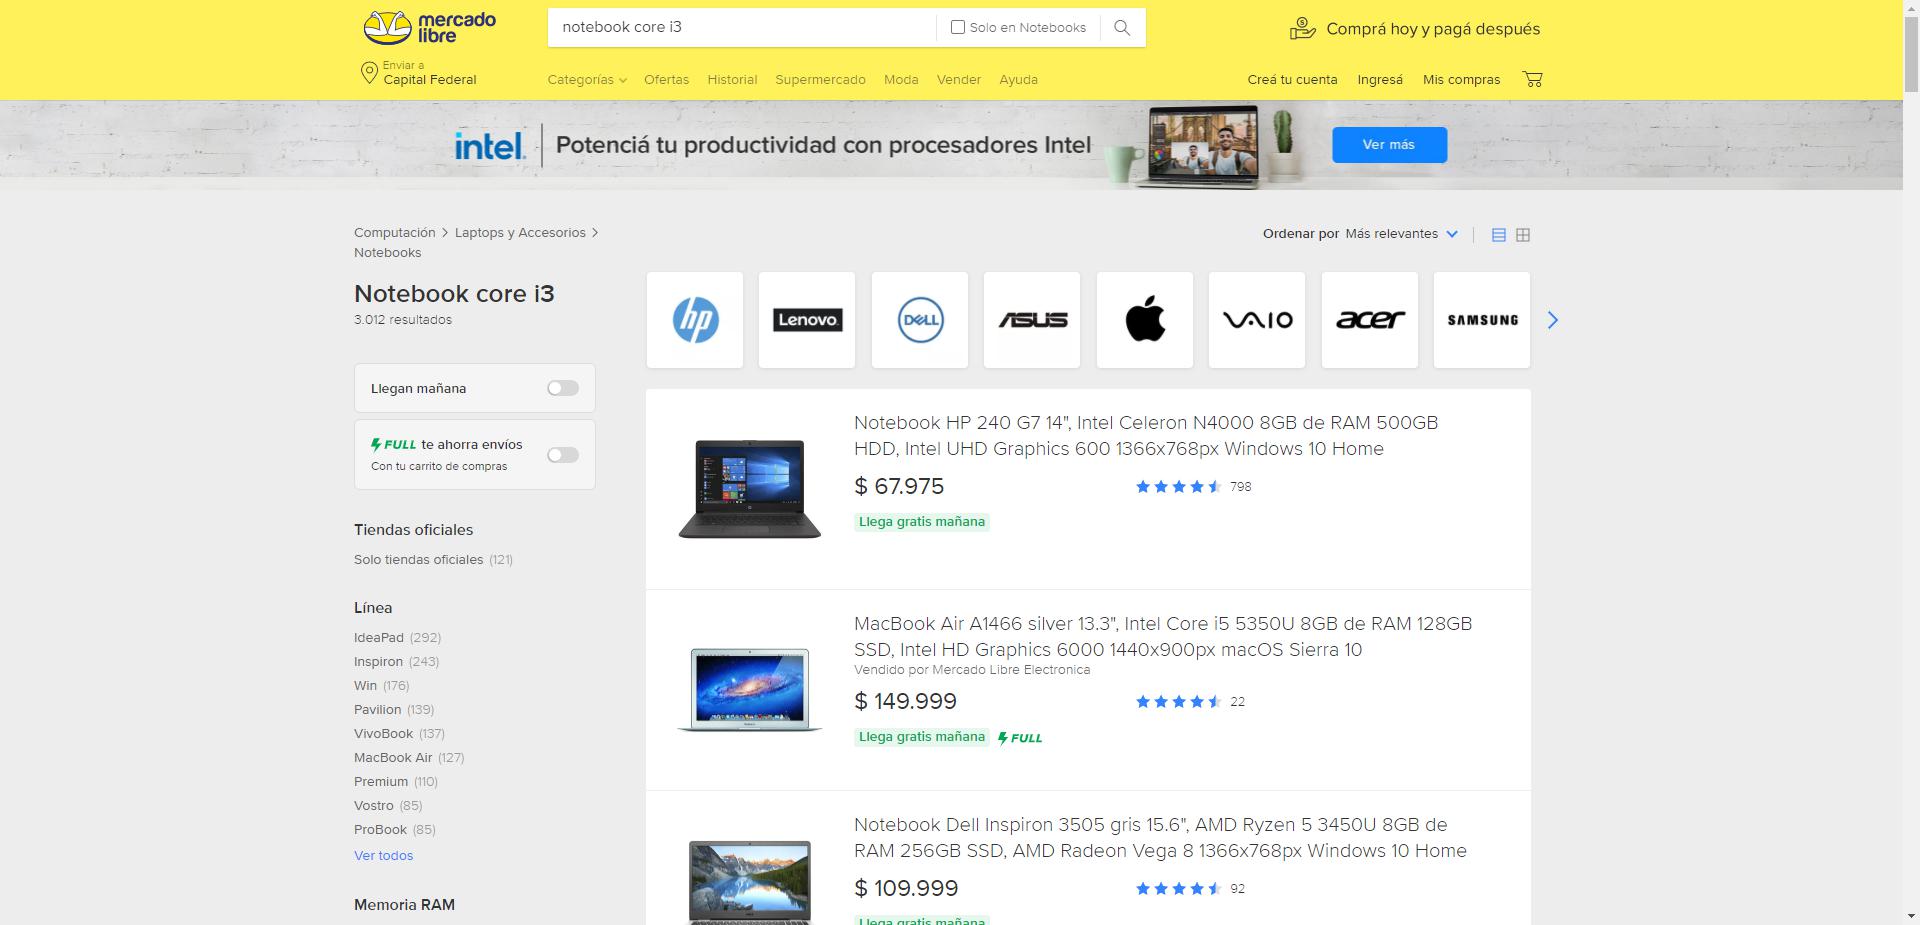 mercado
libre
notebook core i3
Solo en Notebooks
Comprá hoy y pagá después
Enviar a
Capital Federal
Categorías
Ofertas
Historial
Supermercado
Moda
Vender
Ayuda
Creá tu cuenta
Ingresá
Mis compras
intel.
Potenciá tu productividad con procesadores Intel
Ver más
Computación
Laptops y Accesorios
Notebooks
Ordenar por Más relevantes
Notebook core i3
3.012 resultados
hp
Lenovo
DELL
ASUS
VAIO
acer
SAMSUNG
Llegan mañana
FULL te ahorra envíos
Con tu carrito de compras
Tiendas oficiales
Solo tiendas oficiales (121)
Línea
IdeaPad (292)
Inspiron (243)
Win (176)
Pavilion (139)
VivoBook (137)
MacBook Air (127)
Premium (110)
Vostro (85)
ProBook (85)
Ver todos
Memoria RAM
Notebook HP 240 G7 14", Intel Celeron N4000 8GB de RAM 500GB
HDD, Intel UHD Graphics 600 1366x768px Windows 10 Home
$ 67.975
798
Llega gratis mañana
MacBook Air A1466 silver 13.3", Intel Core i5 5350U 8GB de RAM 128GB
SSD, Intel HD Graphics 6000 1440x900px macOS Sierra 10
Vendido por Mercado Libre Electronica
$ 149.999
22
Llega gratis mañana FULL
Notebook Dell Inspiron 3505 gris 15.6", AMD Ryzen 5 3450U 8GB de
RAM 256GB SSD, AMD Radeon Vega 8 1366x768px Windows 10 Home
$ 109.999
92
Llega gratis mañana